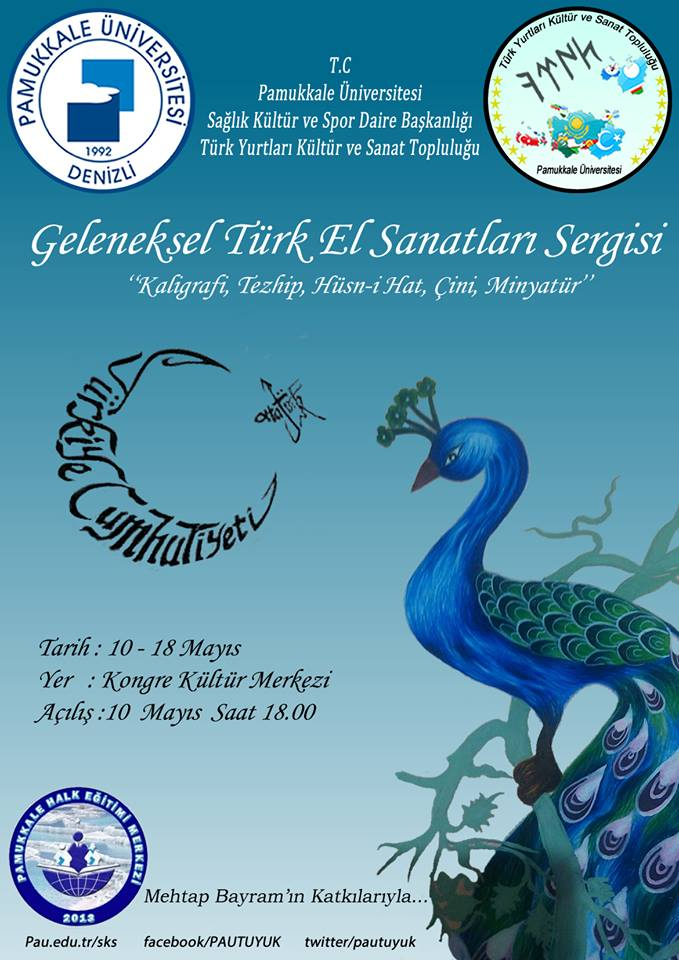 PAMUKKALE ÜNİVERSİTESİ
1992
DENİZLİ
T.C
Pamukkale Üniversitesi
Sağlık Kültür ve Spor Daire Başkanlığı
Türk Yurtları Kültür ve Sanat Topluluğu
Türk Yurtları Kültür ve Sanat Topluluğu
Pamukkale Üniversitesi
Geleneksel Türk El Sanatları Sergisi
‘‘Kaligrafi, Tezhip, Hüsn-i Hat, Çini, Minyatür’’
Türkiye Cumhuriyeti
Atatürk
Tarih : 10 - 18 Mayıs
Yer : Kongre Kültür Merkezi
Açılış :10 Mayıs Saat 18.00
PAMUKKALE HALK EĞİTİMİ MERKEZİ
2013
Mehtap Bayram’ın Katkılarıyla...
Pau.edu.tr/sks facebook/PAUTUYUK twitter/pautuyuk